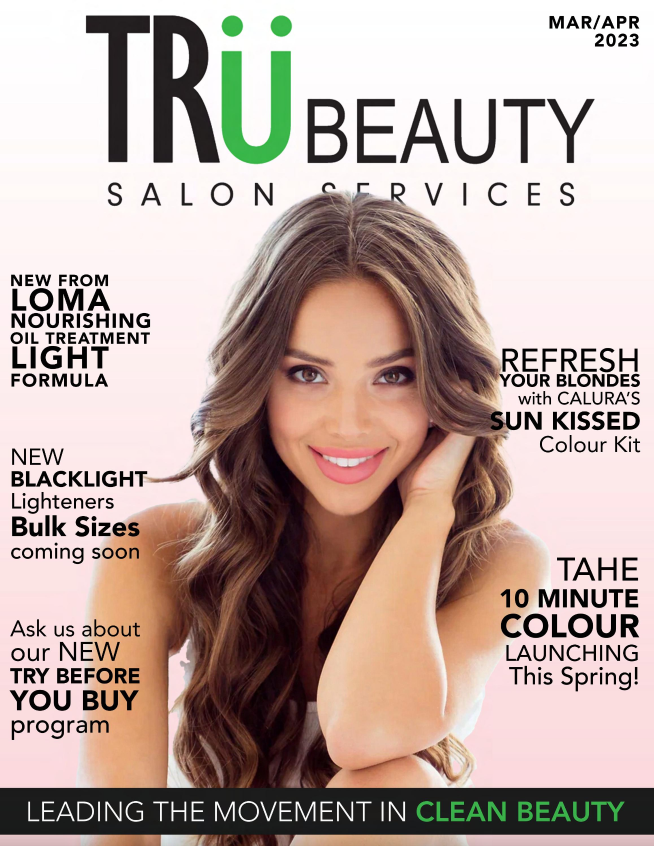 MAR/APR
2023
TRÜ BEAUTY
SALON SERVICES
NEW FROM
LOMA
NOURISHING
OIL TREATMENT
LIGHT
FORMULA
NEW
BLACKLIGHT
Lighteners
Bulk Sizes
coming soon
Ask us about
our NEW
TRY BEFORE
YOU BUY
program
REFRESH
YOUR BLONDES
with CALURA'S
SUN KISSED
Colour Kit
TAHE
10 MINUTE
COLOUR
LAUNCHING
This Spring!
LEADING THE MOVEMENT IN CLEAN BEAUTY